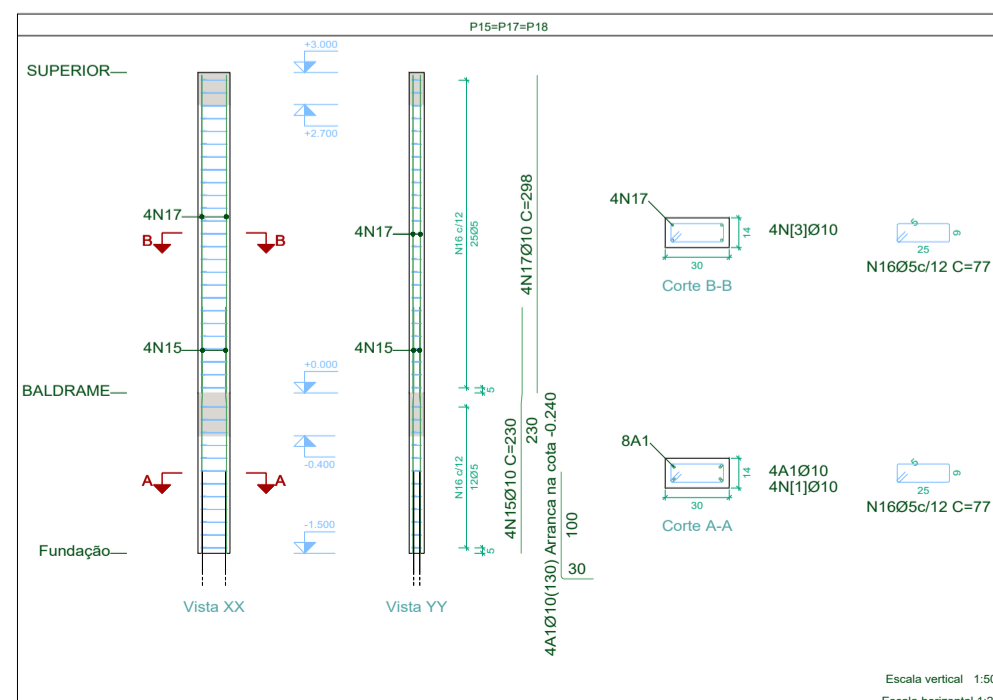 P15=P17=P18
SUPERIOR
+3.000
+2.700
4N17
B
B
4N15
+0.000
BALDRAME
-0.400
A
A
-1.500
Fundação
Vista XX
4N17
4N15
Vista YY
N16 c/12
25Ø5
5
N16 c/12
12Ø5
5
4N17Ø10 C=298
4N15Ø10 C=230
230
4A1Ø10(130) Arranca na cota -0.240
100
30
4N17
14
30
4N[3]Ø10
Corte B-B
5
9
25
N16Ø5c/12 C=77
8A1
14
30
4A1Ø10
4N[1]Ø10
Corte A-A
5
9
25
N16Ø5c/12 C=77
Escala vertical 1:50
Escala horizontal